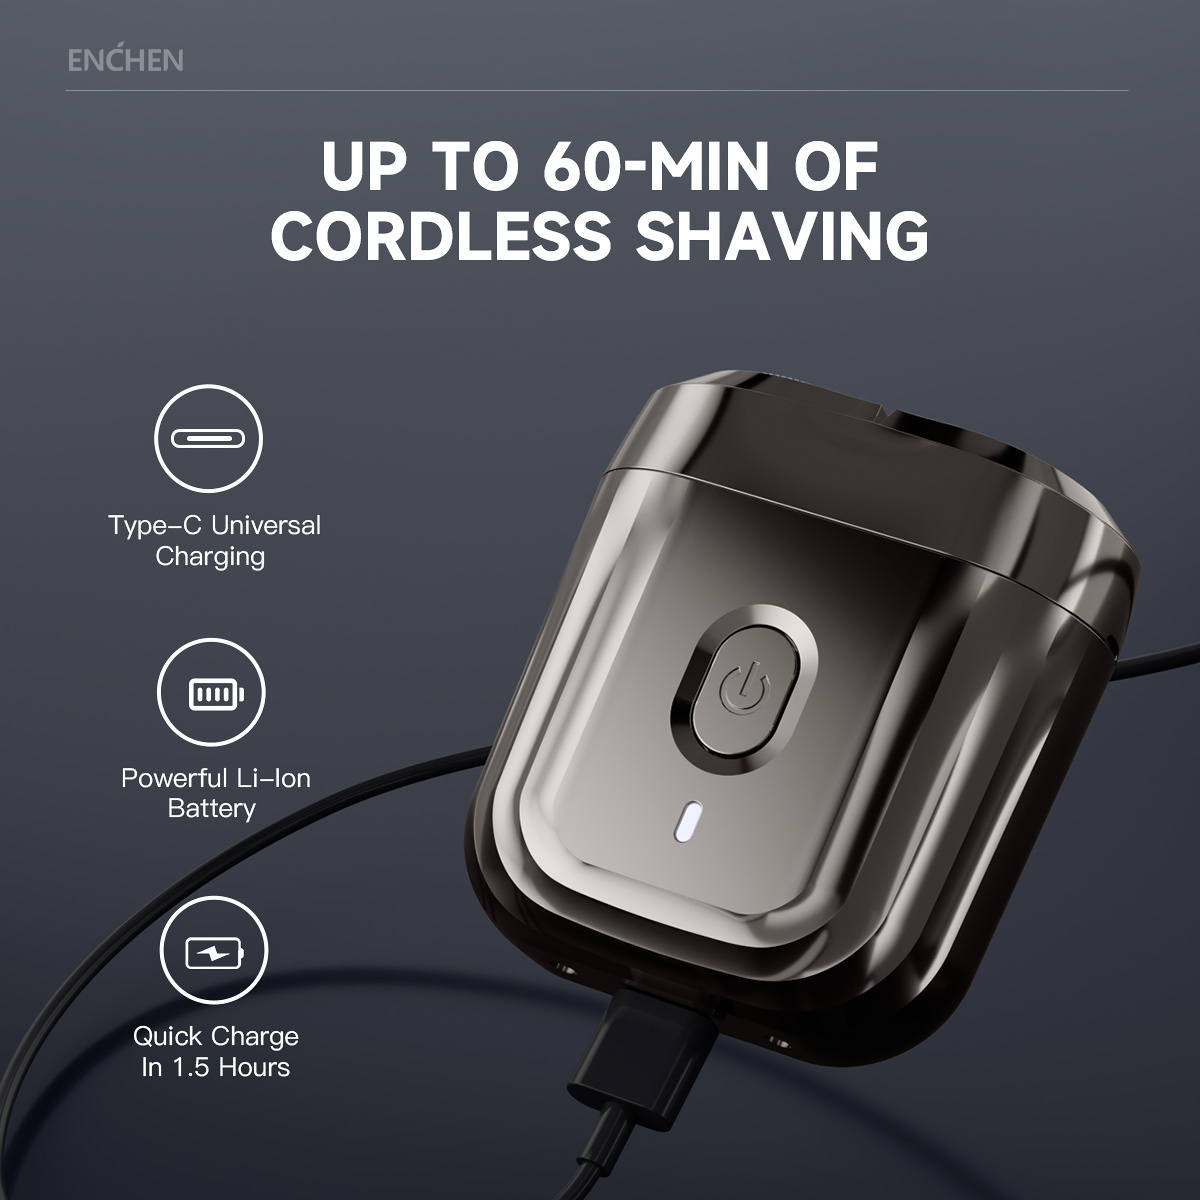 ENCHEN
UP TO 60-MIN OF
CORDLESS SHAVING
Type-C Universal
Charging
Powerful Li-Ion
Battery
Quick Charge
In 1.5 Hours